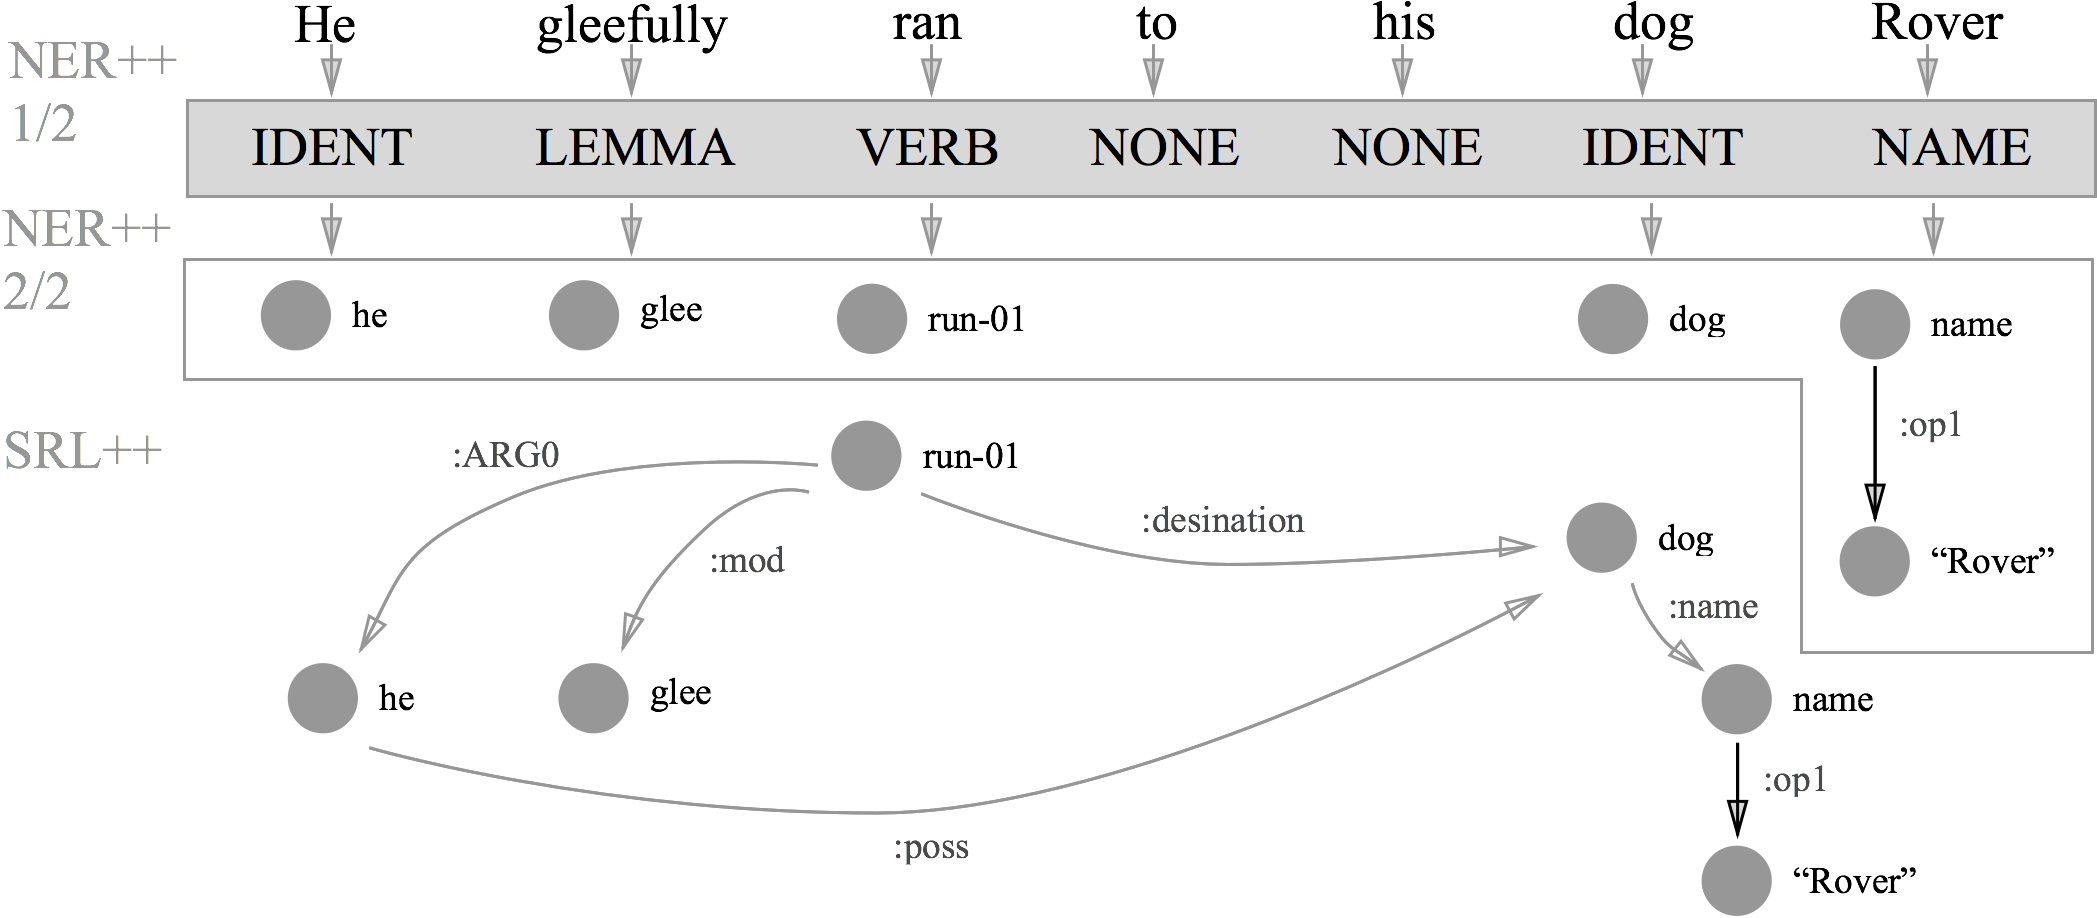 He gleefully ran to his dog Rover
NER++
1/2
IDENT LEMMA VERB NONE NONE IDENT NAME
NER++
2/2
he glee run-01 dog name
:op1
"Rover"
SRL++
:ARG0 run-01
:mod :desination dog
:name
he glee name
:op1
:poss
“Rover”